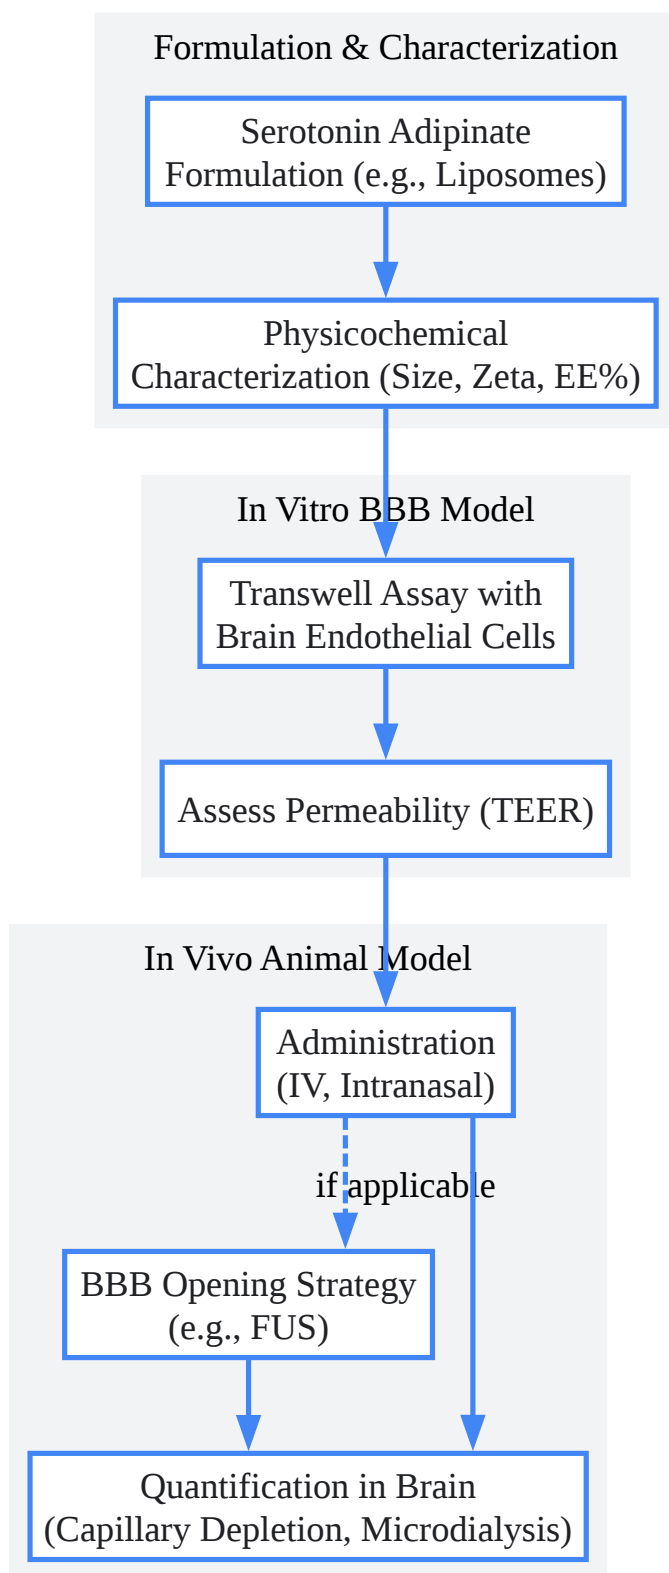 Formulation & Characterization
Serotonin Adipinate
Formulation (e.g., Liposomes)
Physicochemical
Characterization (Size, Zeta, EE%)
In Vitro BBB Model
Transwell Assay with
Brain Endothelial Cells
Assess Permeability (TEER)
In Vivo Animal Model
Administration
(IV, Intranasal)
if applicable
BBB Opening Strategy
(e.g., FUS)
Quantification in Brain
(Capillary Depletion, Microdialysis)